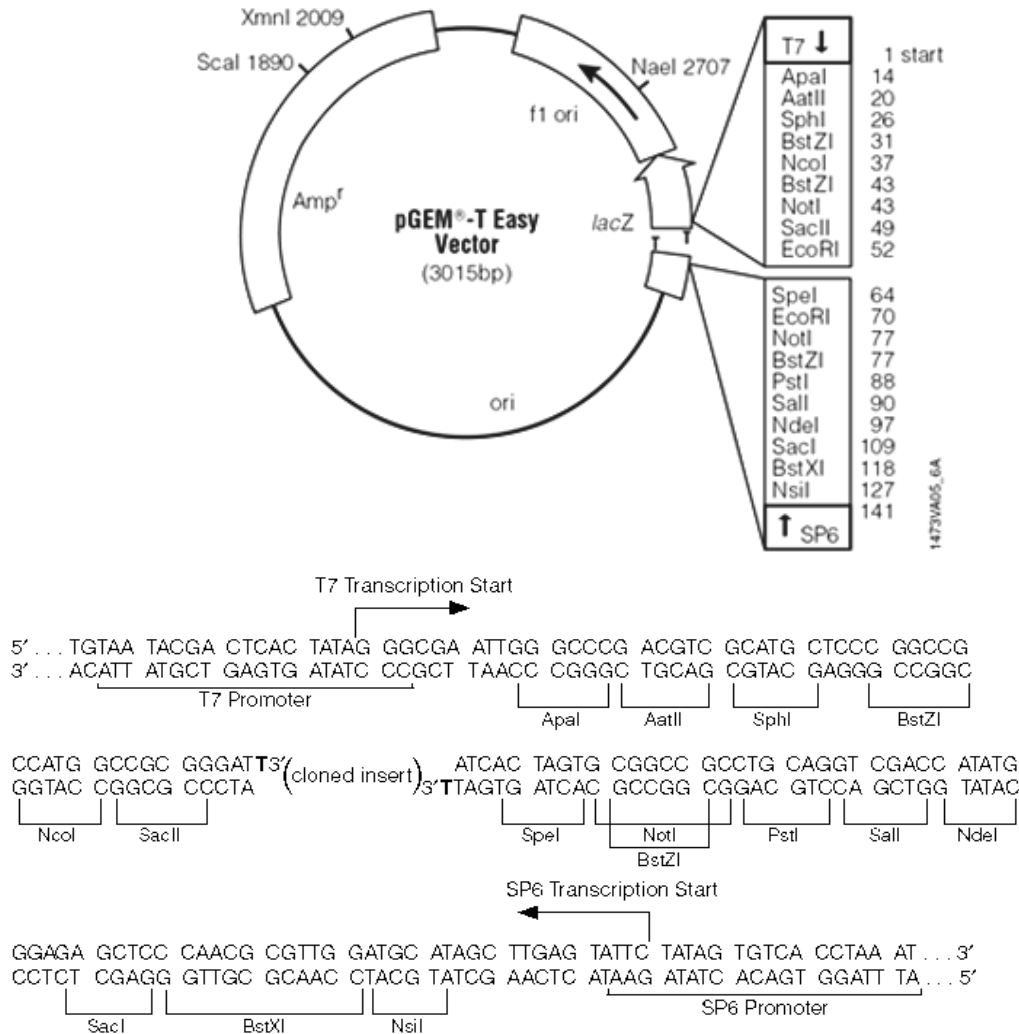 XmnI 2009
ScaI 1890
NaeI 2707
f1 ori
Ampr
pGEM®-T Easy
Vector
(3015bp)
lacZ
T T
ori
T7 ↓
1 start
ApaI 14
AatII 20
SphI 26
BstZI 31
NcoI 37
BstZI 43
NotI 43
SacII 49
EcoRI 52
SpeI 64
EcoRI 70
NotI 77
BstZI 77
PstI 88
SalI 90
NdeI 97
SacI 109
BstXI 118
NsiI 127
141
↑ SP6
1473VA05_6A
T7 Transcription Start
5′ . . . TGTAA TACGA CTCAC TATAG GGCGA ATTGG GCCCG ACGTC GCATG CTCCC GGCCG
3′ . . . ACATT ATGCT GAGTG ATATC CCGCT TAACC CGGGC TGCAG CGTAC GAGGG CCGGC
T7 Promoter
ApaI AatII SphI BstZI
CCATG GCCGC GGGATT3′ (cloned insert) ATCAC TAGTG CGGCC GCCTG CAGGT CGACC ATATG
GGTAC CGGCG CCCTA 3′TTAGTG ATCAC GCCGG CGGAC GTCCA GCTGG TATAC
NcoI SacII SpeI NotI PstI SalI NdeI
BstZI
SP6 Transcription Start
GGAGA GCTCC CAACG CGTTG GATGC ATAGC TTGAG TATTC TATAG TGTCA CCTAA AT . . . 3′
CCTCT CGAGG GTTGC GCAAC CTACG TATCG AACTC ATAAG ATATC ACAGT GGATT TA . . . 5′
SacI BstXI NsiI SP6 Promoter